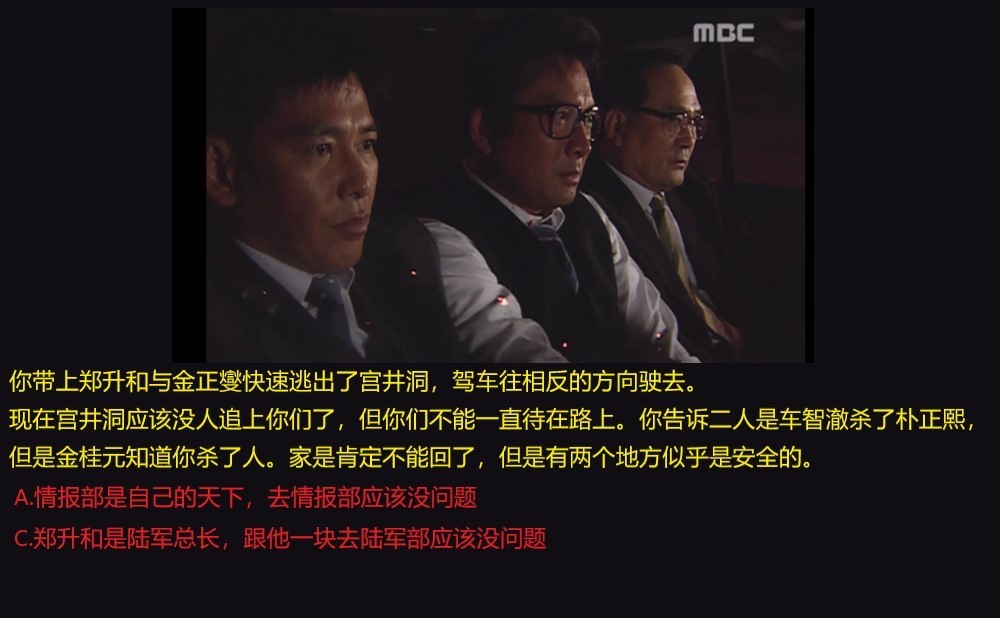 MBC
你带上郑升和与金正燮快速逃出了宫井洞，驾车往相反的方向驶去。
现在宫井洞应该没人追上你们了，但你们不能一直待在路上。你告诉二人是车智澈杀了朴正熙，
但是金桂元知道你杀了人。家是肯定不能回了，但是有两个地方似乎是安全的。
A.情报部是自己的天下，去情报部应该没问题
C.郑升和是陆军总长，跟他一块去陆军部应该没问题